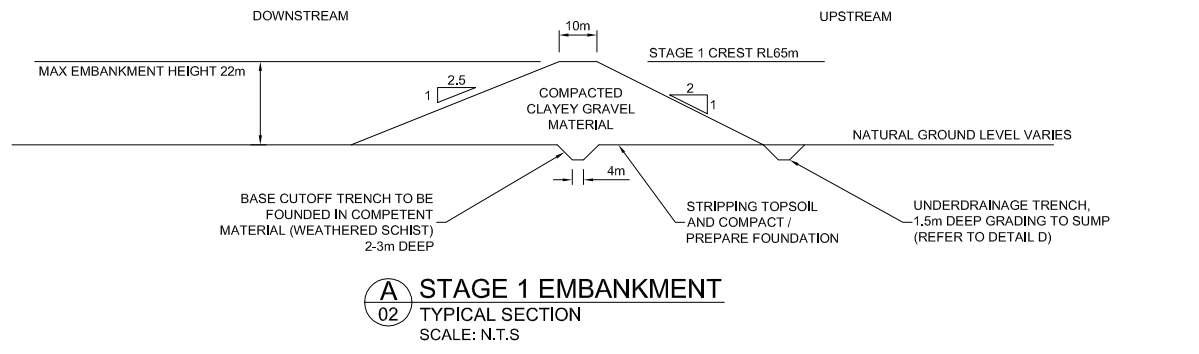 DOWNSTREAM
UPSTREAM
10m
STAGE 1 CREST RL65m
MAX EMBANKMENT HEIGHT 22m
2.5
1
2
1
COMPACTED
CLAYEY GRAVEL
MATERIAL
NATURAL GROUND LEVEL VARIES
4m
BASE CUTOFF TRENCH TO BE
FOUNDED IN COMPETENT
MATERIAL (WEATHERED SCHIST)
2-3m DEEP
STRIPPING TOPSOIL
AND COMPACT /
PREPARE FOUNDATION
UNDERDRAINAGE TRENCH,
1.5m DEEP GRADING TO SUMP
(REFER TO DETAIL D)
A
02
STAGE 1 EMBANKMENT
TYPICAL SECTION
SCALE: N.T.S